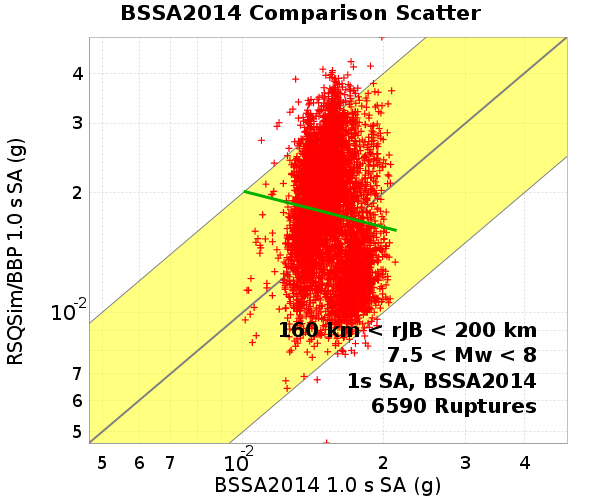 BSSA2014 Comparison Scatter
RSQSim/BBP 1.0 s SA (g)
4
3
2
10-2
7
6
5
160 km < rJB < 200 km
7.5 < Mw < 8
1s SA, BSSA2014
6590 Ruptures
5 6 7 10-2 2 3 4
BSSA2014 1.0 s SA (g)